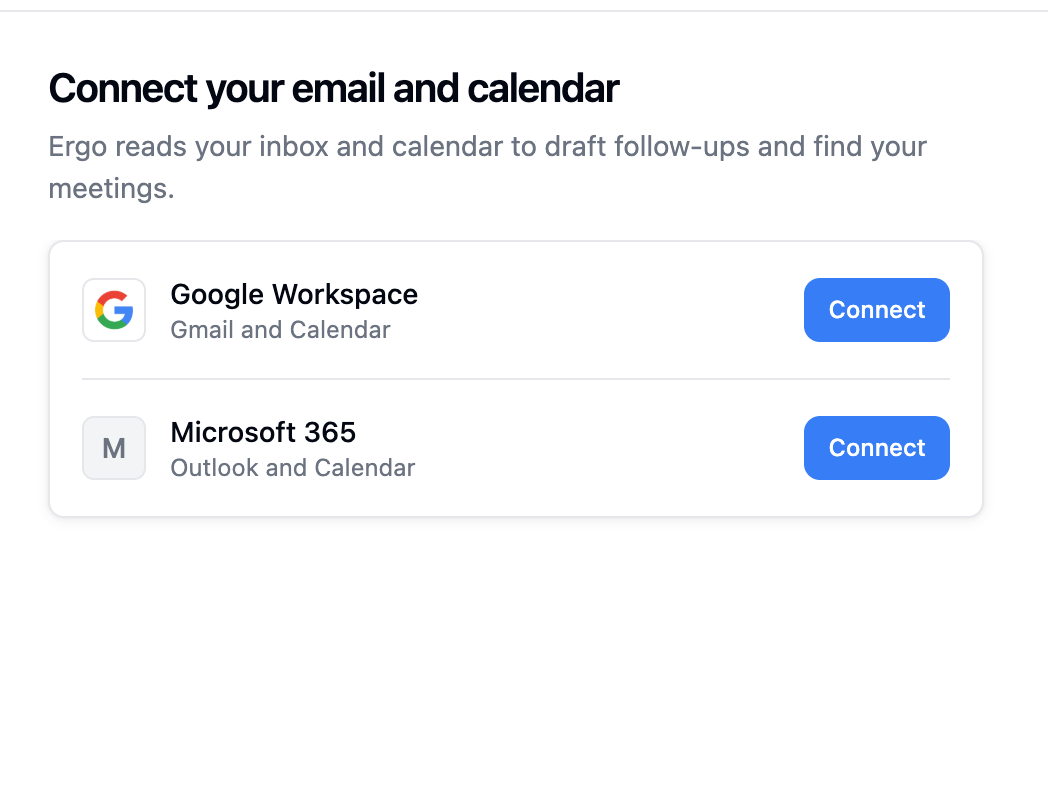 Connect your email and calendar
Ergo reads your inbox and calendar to draft follow-ups and find your
meetings.
Google Workspace
Gmail and Calendar
Connect
M
Microsoft 365
Outlook and Calendar
Connect